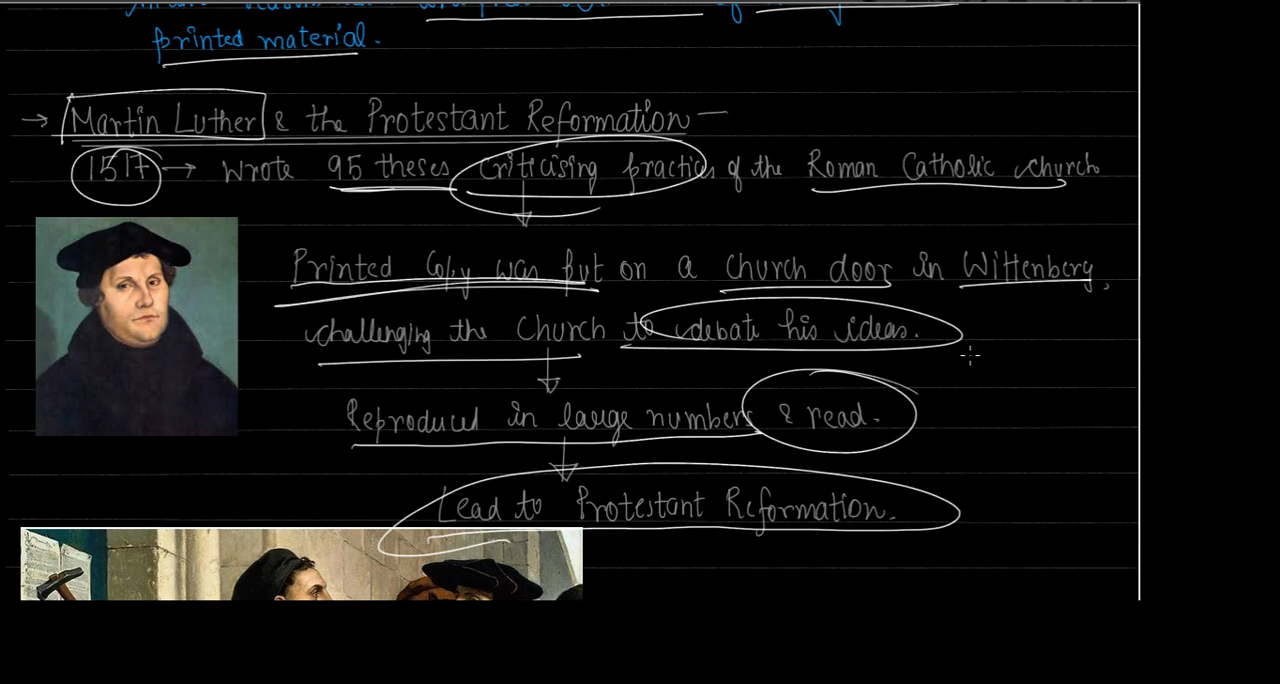 printed material.
→ Martin Luther & the Protestant Reformation —
1517 → Wrote 95 theses criticising practices of the Roman Catholic church
Printed Copy was put on a church door in Wittenberg,
challenging the Church to debate his ideas.
Reproduced in large numbers & read.
Lead to Protestant Reformation.